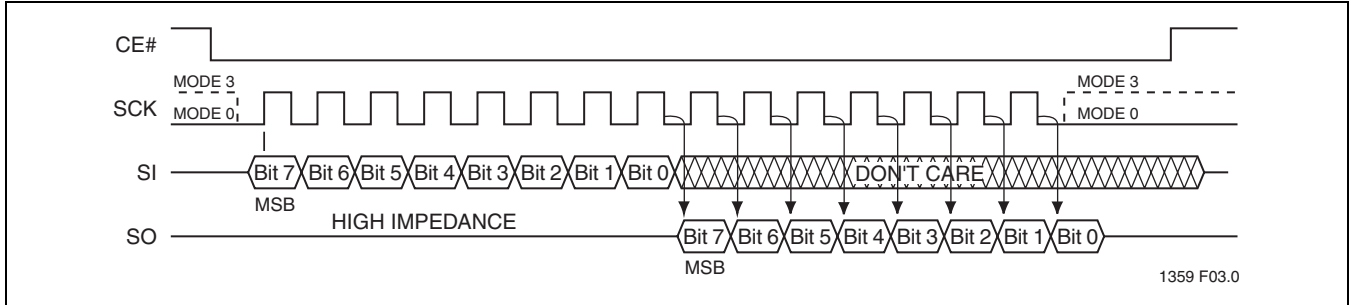 CE#
MODE 3 MODE 3
SCK MODE 0 MODE 0
SI Bit 7 Bit 6 Bit 5 Bit 4 Bit 3 Bit 2 Bit 1 Bit 0 DON'T CARE
MSB
HIGH IMPEDANCE
SO Bit 7 Bit 6 Bit 5 Bit 4 Bit 3 Bit 2 Bit 1 Bit 0
MSB
1359 F03.0